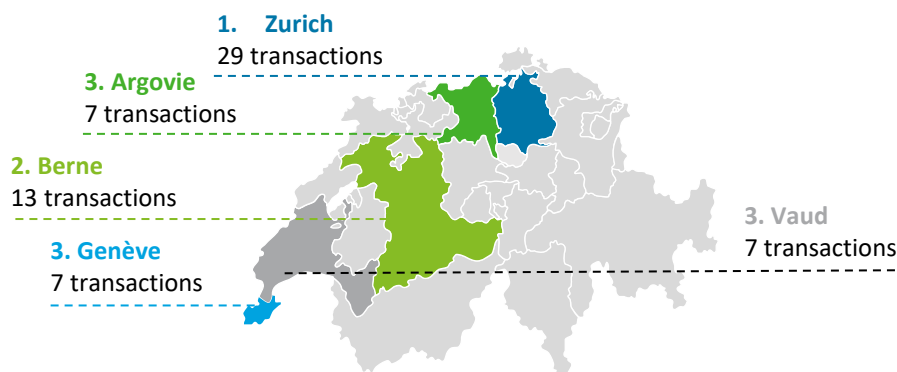 1. Zurich
29 transactions
3. Argovie
7 transactions
2. Berne
13 transactions
3. Genève
7 transactions
3. Vaud
7 transactions